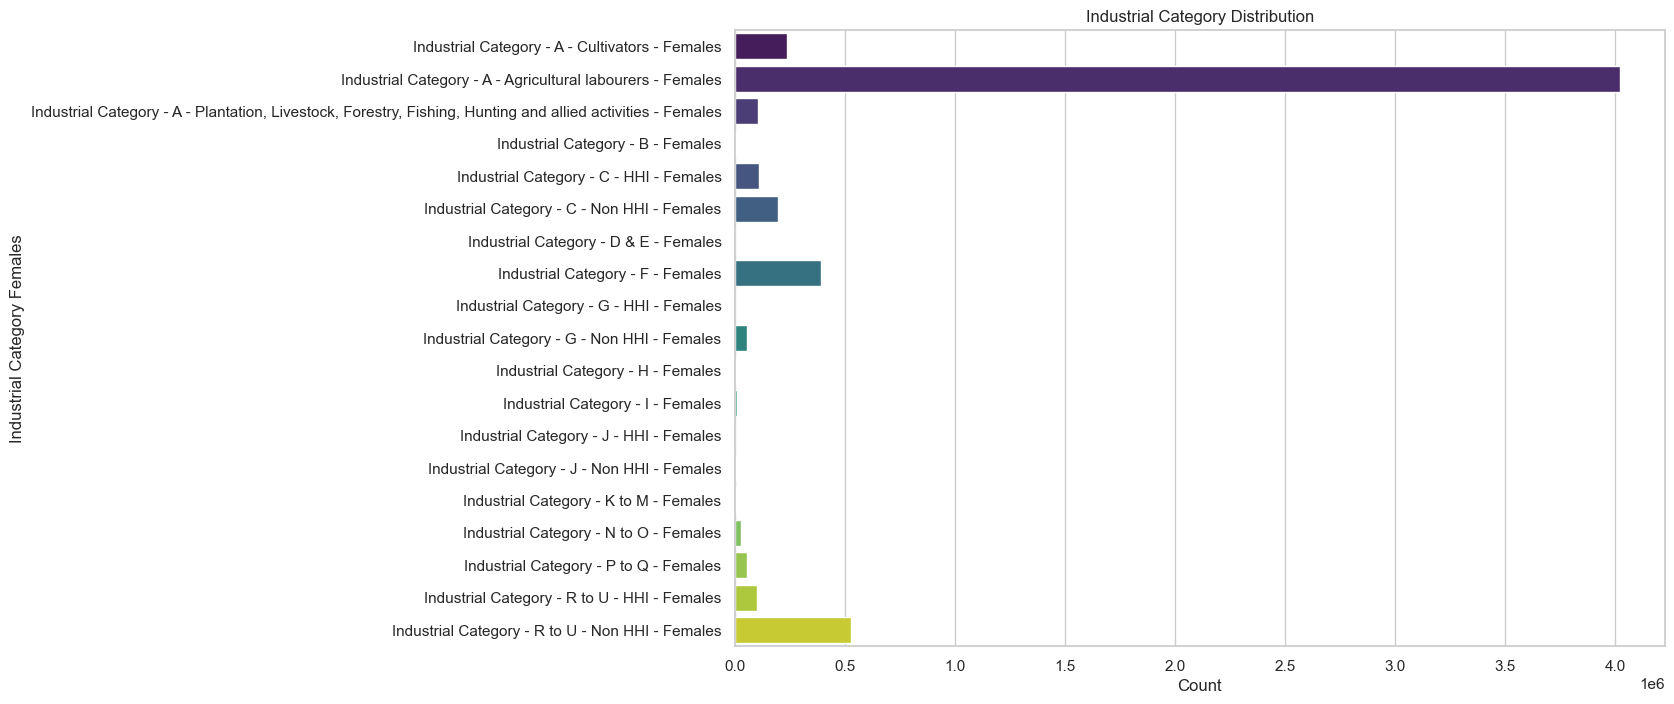 Industrial Category Distribution
Industrial Category Females
Industrial Category - A - Cultivators - Females
Industrial Category - A - Agricultural labourers - Females
Industrial Category - A - Plantation, Livestock, Forestry, Fishing, Hunting and allied activities - Females
Industrial Category - B - Females
Industrial Category - C - HHI - Females
Industrial Category - C - Non HHI - Females
Industrial Category - D & E - Females
Industrial Category - F - Females
Industrial Category - G - HHI - Females
Industrial Category - G - Non HHI - Females
Industrial Category - H - Females
Industrial Category - I - Females
Industrial Category - J - HHI - Females
Industrial Category - J - Non HHI - Females
Industrial Category - K to M - Females
Industrial Category - N to O - Females
Industrial Category - P to Q - Females
Industrial Category - R to U - HHI - Females
Industrial Category - R to U - Non HHI - Females
0.0 0.5 1.0 1.5 2.0 2.5 3.0 3.5 4.0
1e6
Count